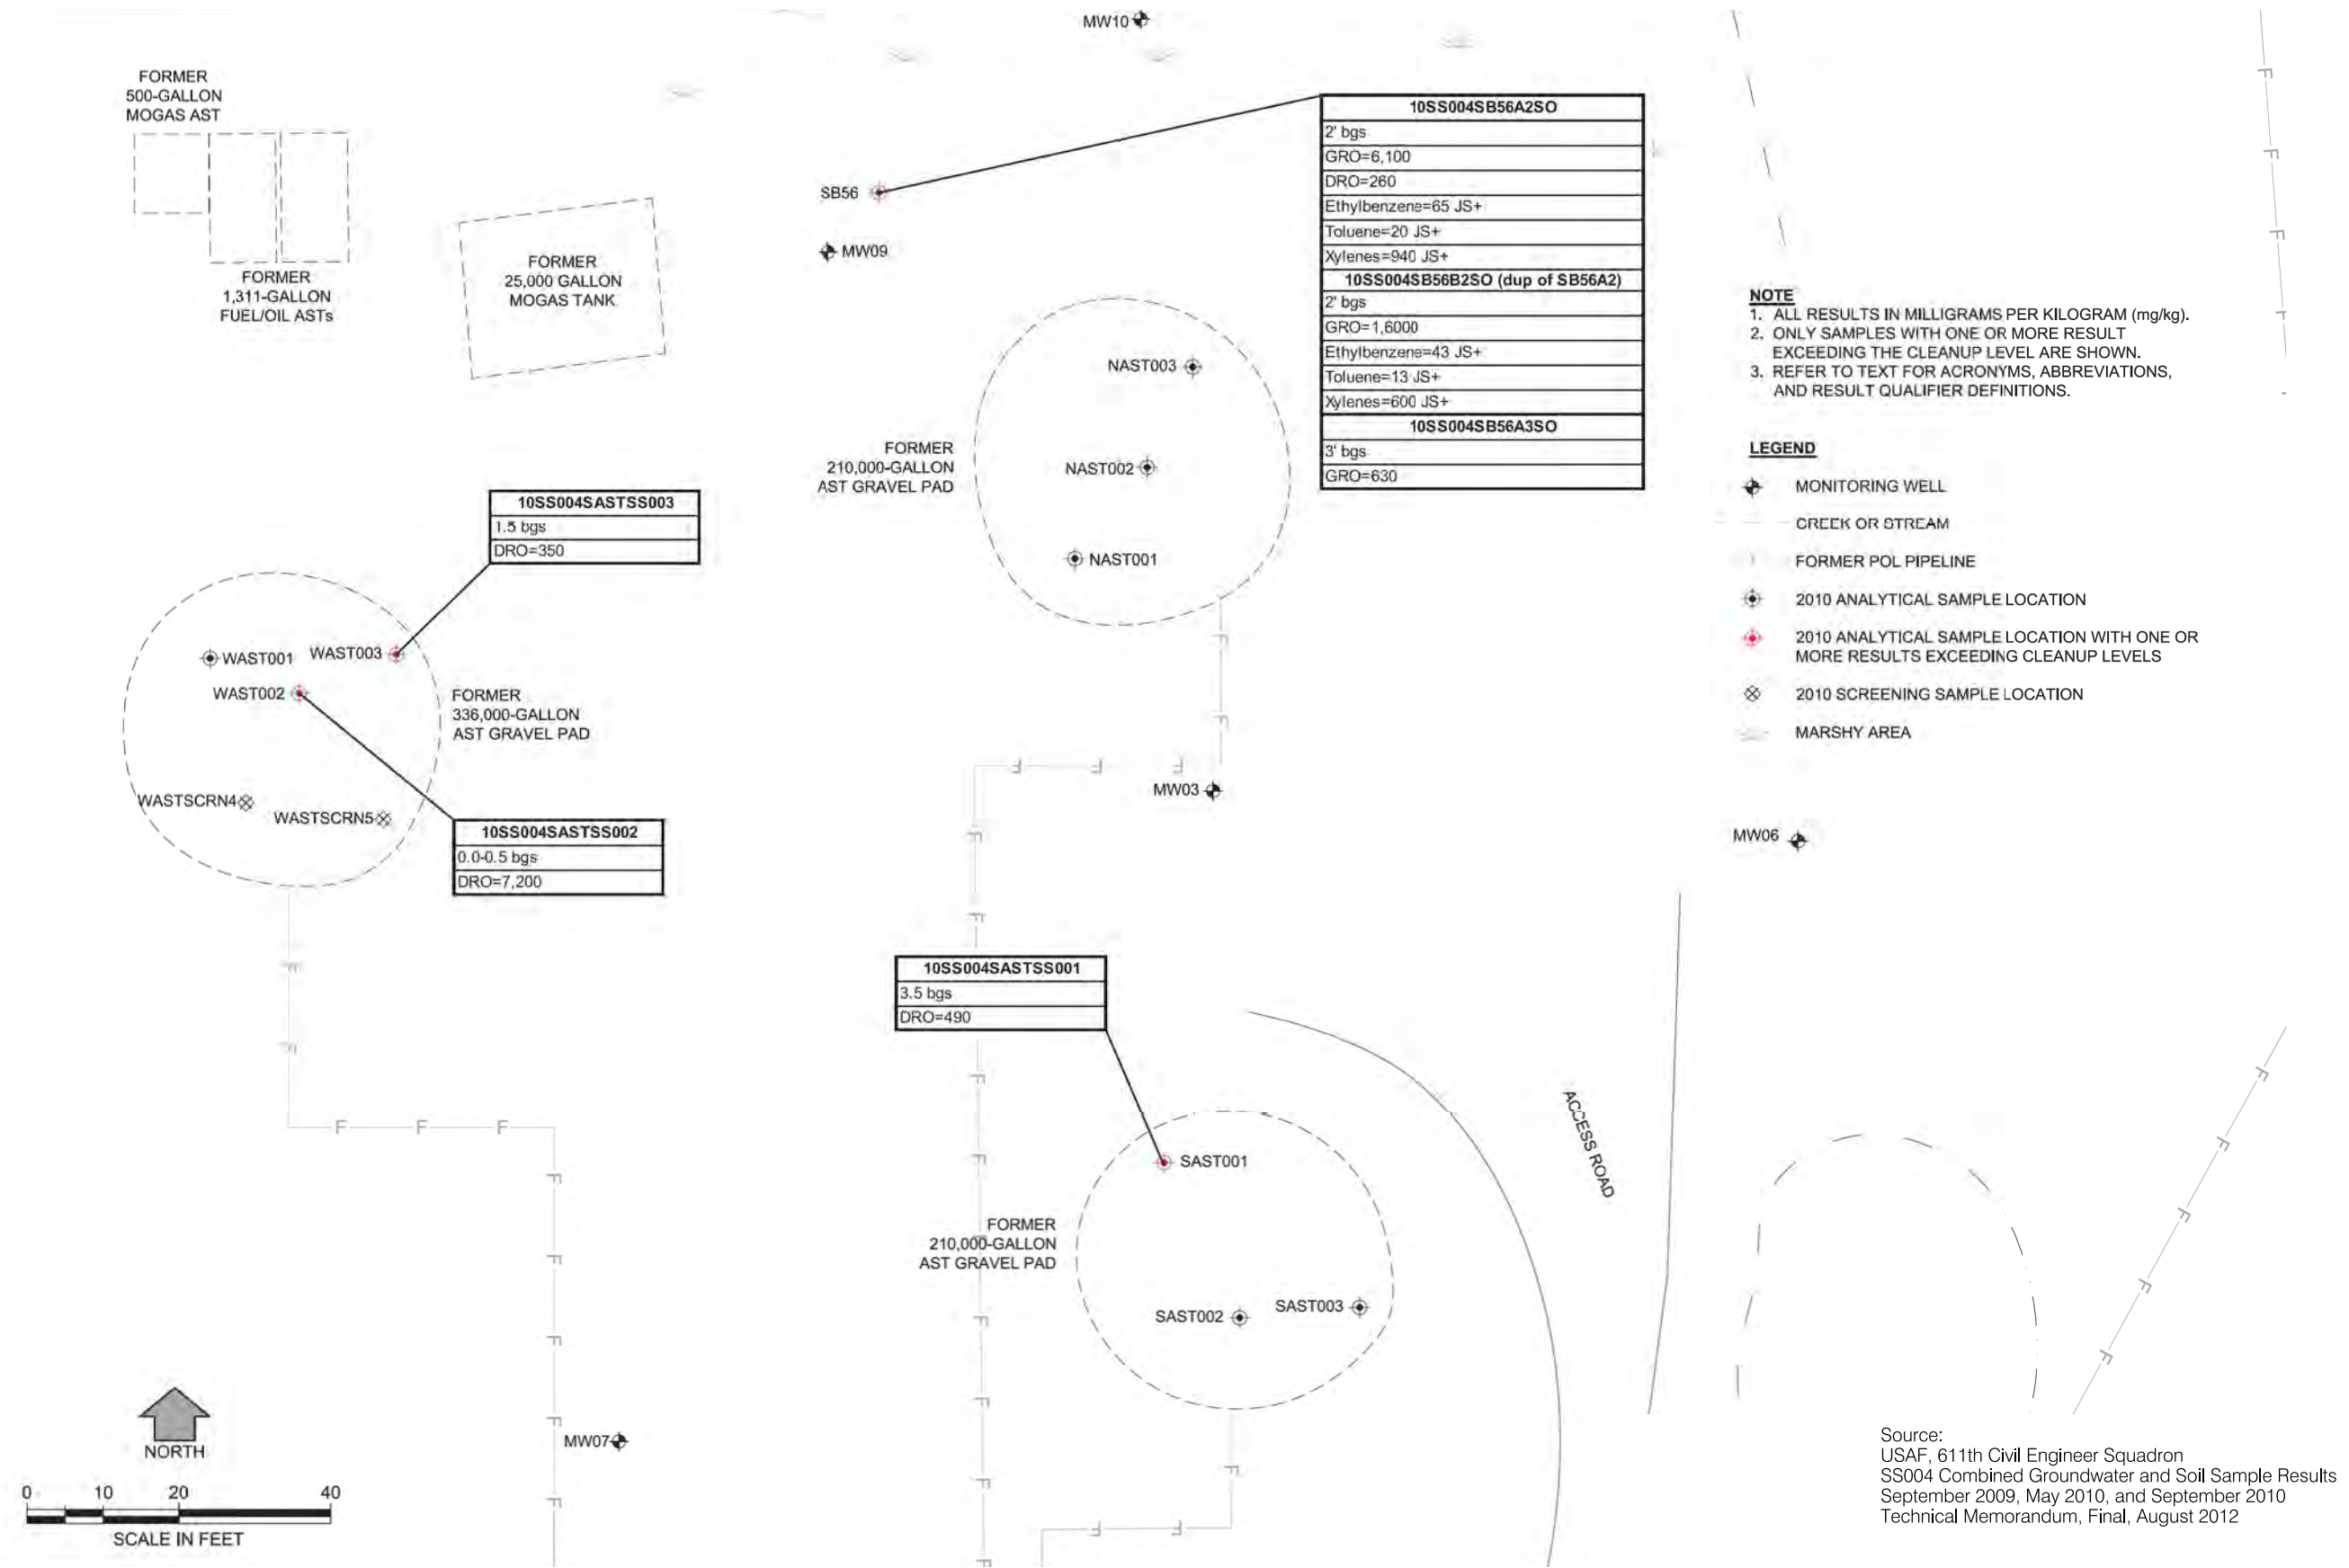 MW10
FORMER
500-GALLON
MOGAS AST
FORMER
1,311-GALLON
FUEL/OIL ASTs
FORMER
25,000 GALLON
MOGAS TANK
SB56
MW09
10SS004SB56A2SO
2' bgs
GRO=6,100
DRO=260
Ethylbenzene=65 JS+
Toluene=20 JS+
Xylenes=940 JS+
10SS004SB56B2SO (dup of SB56A2)
2' bgs
GRO=1,6000
Ethylbenzene=43 JS+
Toluene=13 JS+
Xylenes=600 JS+
10SS004SB56A3SO
3' bgs
GRO=630
NAST003
NAST002
NAST001
FORMER
210,000-GALLON
AST GRAVEL PAD
NOTE
1. ALL RESULTS IN MILLIGRAMS PER KILOGRAM (mg/kg).
2. ONLY SAMPLES WITH ONE OR MORE RESULT
EXCEEDING THE CLEANUP LEVEL ARE SHOWN.
3. REFER TO TEXT FOR ACRONYMS, ABBREVIATIONS,
AND RESULT QUALIFIER DEFINITIONS.
LEGEND
MONITORING WELL
CREEK OR STREAM
FORMER POL PIPELINE
2010 ANALYTICAL SAMPLE LOCATION
2010 ANALYTICAL SAMPLE LOCATION WITH ONE OR
MORE RESULTS EXCEEDING CLEANUP LEVELS
2010 SCREENING SAMPLE LOCATION
MARSHY AREA
10SS004SASTSS003
1.5 bgs
DRO=350
WAST001
WAST003
WAST002
FORMER
336,000-GALLON
AST GRAVEL PAD
WASTSCRN4
WASTSCRN5
10SS004SASTSS002
0.0-0.5 bgs
DRO=7,200
MW03
MW06
10SS004SASTSS001
3.5 bgs
DRO=490
F F F
SAST001
FORMER
210,000-GALLON
AST GRAVEL PAD
SAST002
SAST003
ACCESS ROAD
MW07
NORTH
0 10 20 40
SCALE IN FEET
Source:
USAF, 611th Civil Engineer Squadron
SS004 Combined Groundwater and Soil Sample Results
September 2009, May 2010, and September 2010
Technical Memorandum, Final, August 2012